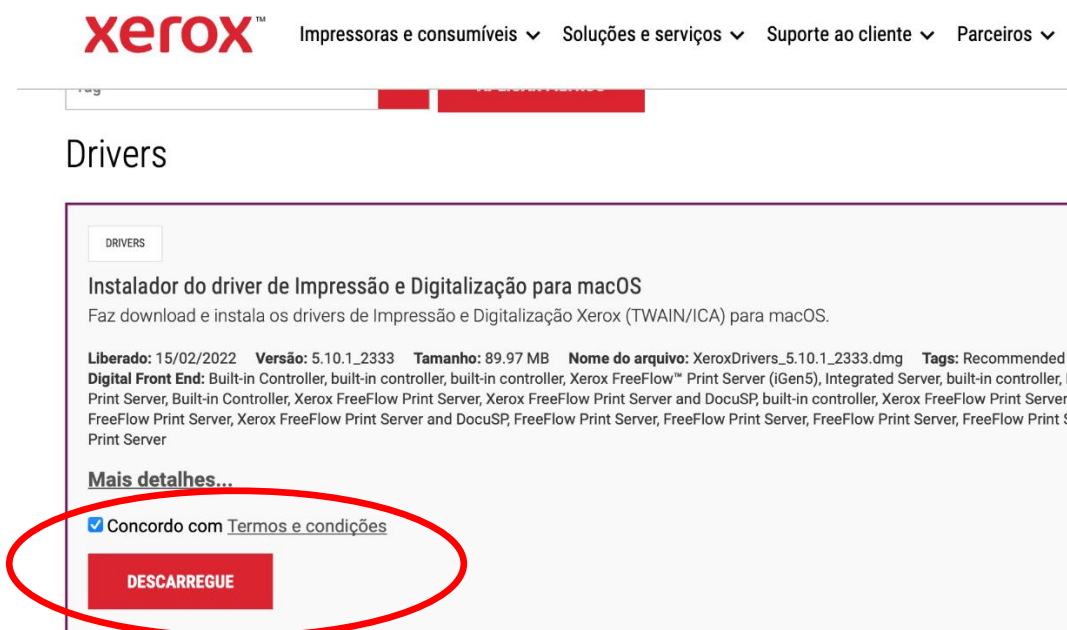 xerox™
Impressoras e consumíveis Soluções e serviços Suporte ao cliente Parceiros
Drivers
DRIVERS
Instalador do driver de Impressão e Digitalização para macOS
Faz download e instala os drivers de Impressão e Digitalização Xerox (TWAIN/ICA) para macOS.
Liberado: 15/02/2022 Versão: 5.10.1_2333 Tamanho: 89.97 MB Nome do arquivo: XeroxDrivers_5.10.1_2333.dmg Tags: Recommended
Digital Front End: Built-in Controller, built-in controller, built-in controller, Xerox FreeFlow™ Print Server (iGen5), Integrated Server, built-in controller,
Print Server, Built-in Controller, Xerox FreeFlow Print Server, Xerox FreeFlow Print Server and DocuSP, built-in controller, Xerox FreeFlow Print Server
FreeFlow Print Server, Xerox FreeFlow Print Server and DocuSP, FreeFlow Print Server, FreeFlow Print Server, FreeFlow Print Server, FreeFlow Print
Print Server
Mais detalhes...
Concordo com Termos e condições
DESCARREGUE